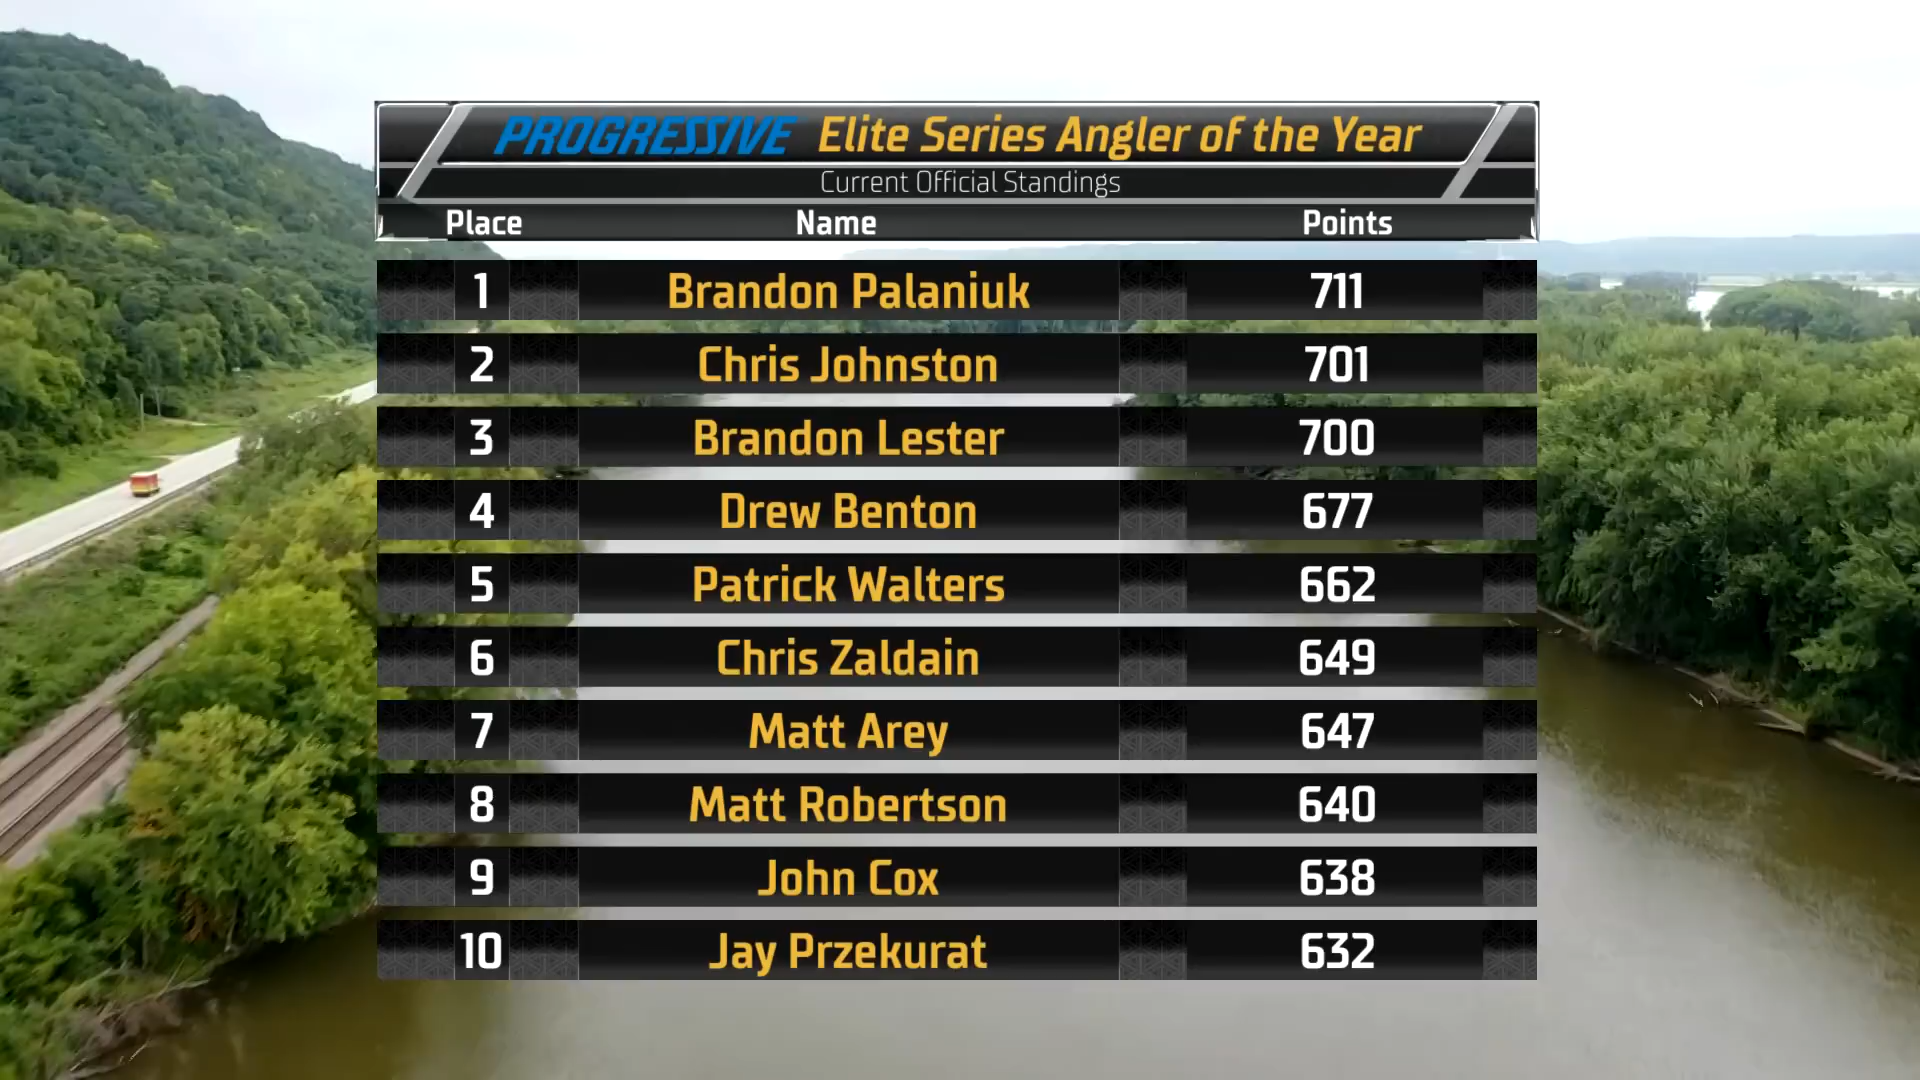 PROGRESSIVE Elite Series Angler of the Year
Current Official Standings
Place Name Points
1 Brandon Palaniuk 711
2 Chris Johnston 701
3 Brandon Lester 700
4 Drew Benton 677
5 Patrick Walters 662
6 Chris Zaldain 649
7 Matt Arey 647
8 Matt Robertson 640
9 John Cox 638
10 Jay Przekurat 632